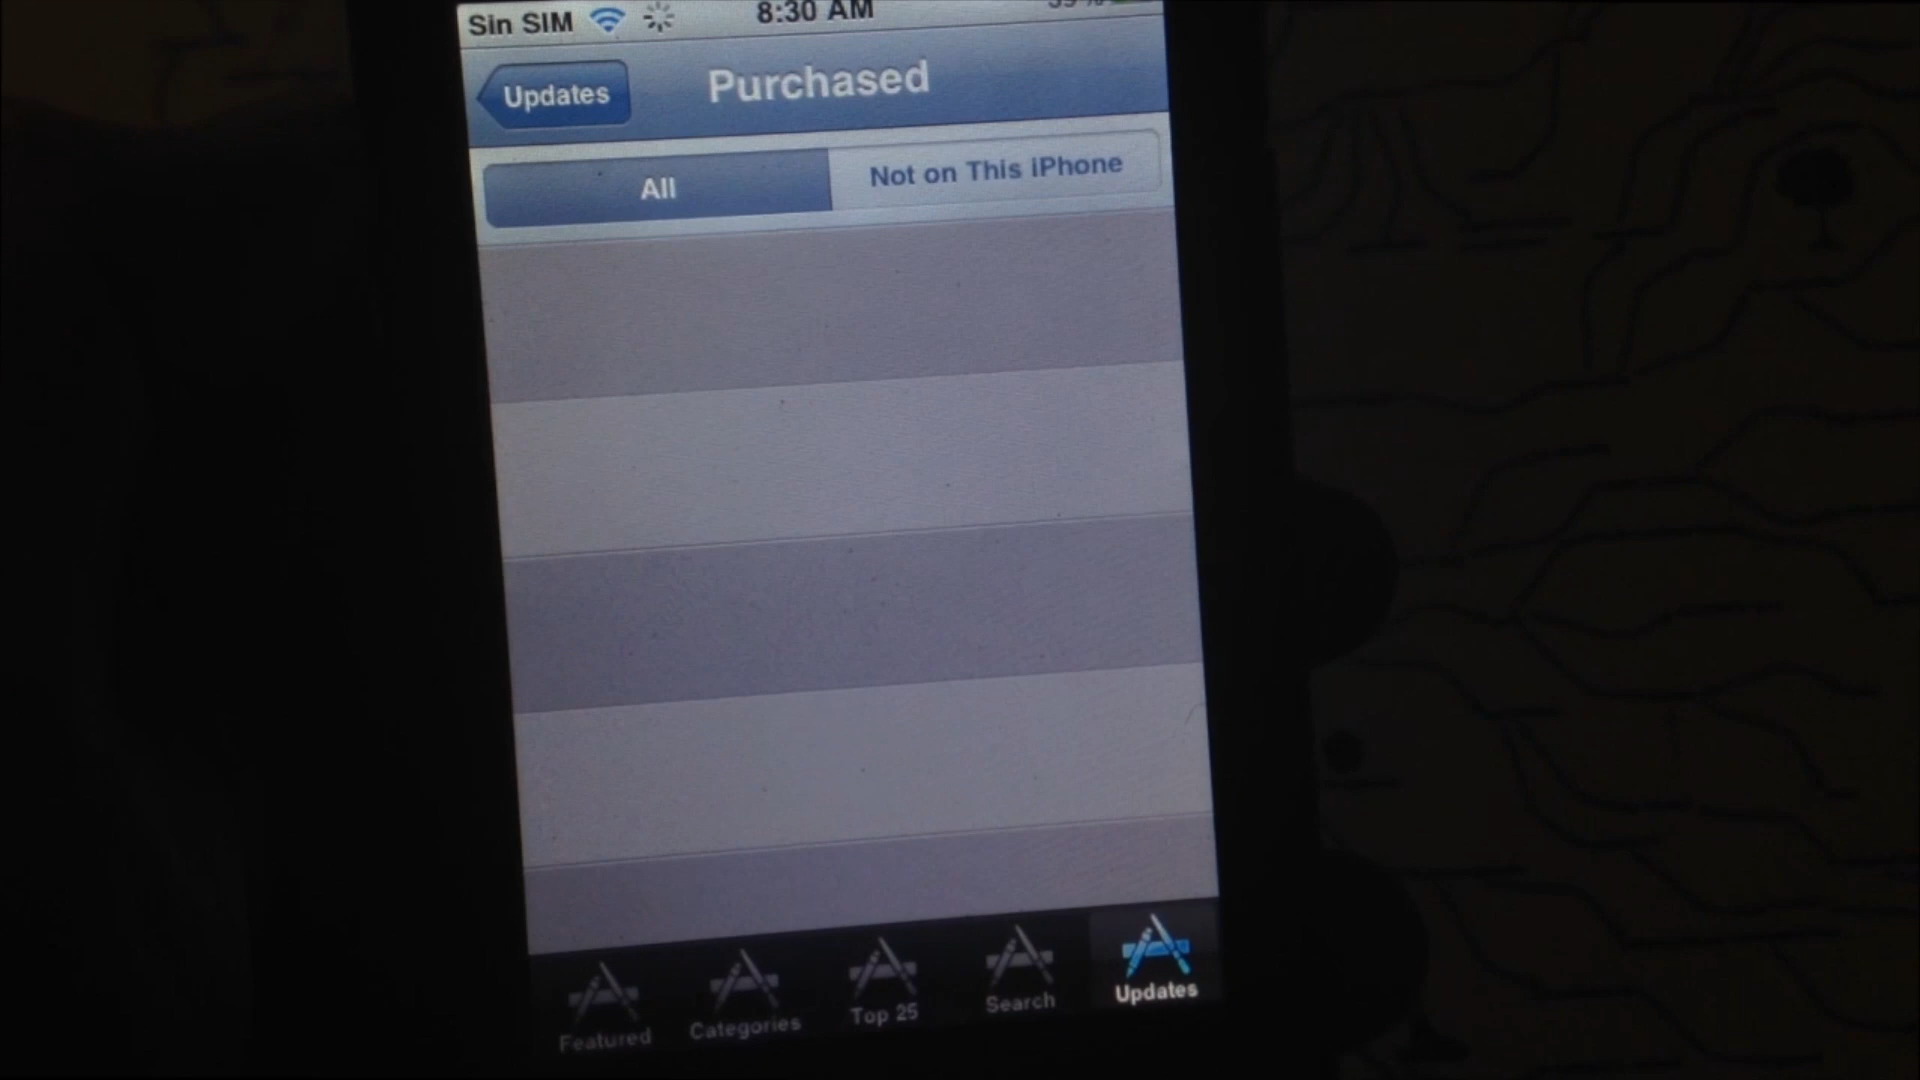 Sin SIM 8:30 AM
Updates Purchased
All Not on This iPhone
Featured Categories Top 25 Search Updates